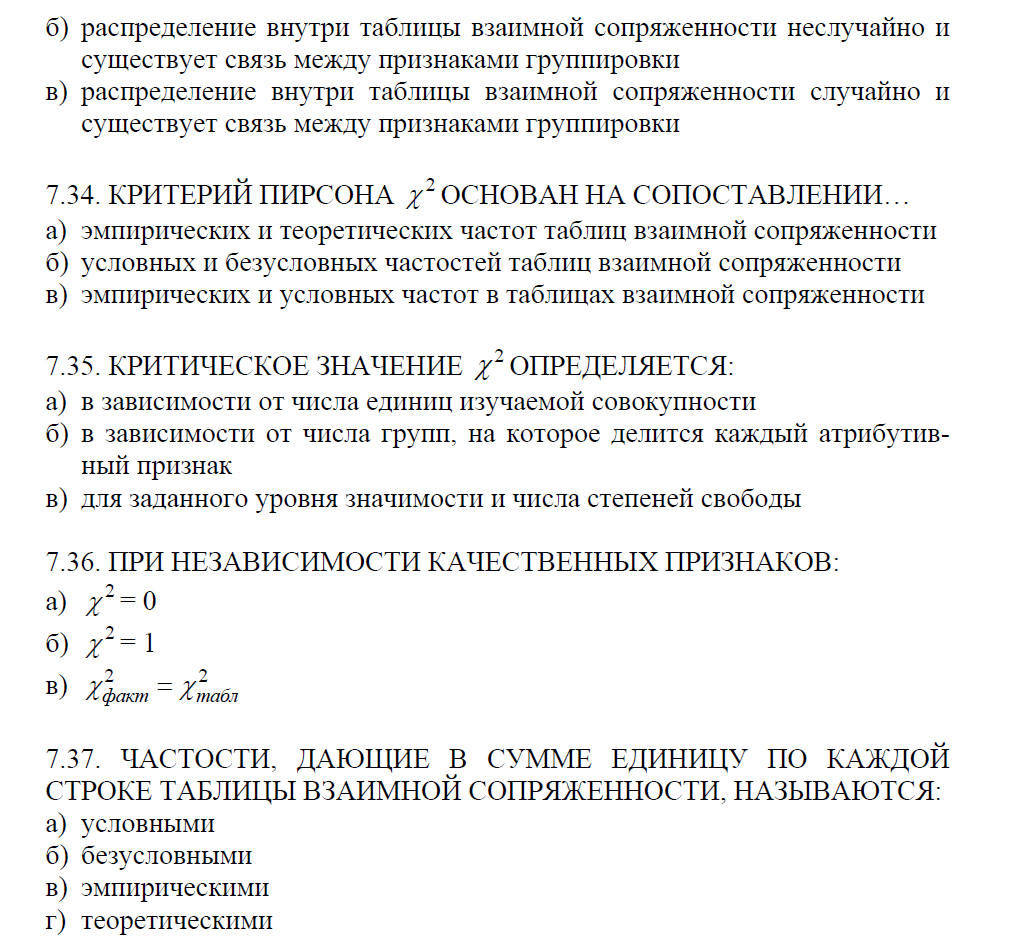 б) распределение внутри таблицы взаимной сопряженности неслучайно и
существует связь между признаками группировки
в) распределение внутри таблицы взаимной сопряженности случайно и
существует связь между признаками группировки
7.34. КРИТЕРИЙ ПИРСОНА χ² ОСНОВАН НА СОПОСТАВЛЕНИИ…
а) эмпирических и теоретических частот таблиц взаимной сопряженности
б) условных и безусловных частостей таблиц взаимной сопряженности
в) эмпирических и условных частот в таблицах взаимной сопряженности
7.35. КРИТИЧЕСКОЕ ЗНАЧЕНИЕ χ² ОПРЕДЕЛЯЕТСЯ:
а) в зависимости от числа единиц изучаемой совокупности
б) в зависимости от числа групп, на которое делится каждый атрибутив-
ный признак
в) для заданного уровня значимости и числа степеней свободы
7.36. ПРИ НЕЗАВИСИМОСТИ КАЧЕСТВЕННЫХ ПРИЗНАКОВ:
а) χ² = 0
б) χ² = 1
в) χ²факт = χ²табл
7.37. ЧАСТОСТИ, ДАЮЩИЕ В СУММЕ ЕДИНИЦУ ПО КАЖДОЙ
СТРОКЕ ТАБЛИЦЫ ВЗАИМНОЙ СОПРЯЖЕННОСТИ, НАЗЫВАЮТСЯ:
а) условными
б) безусловными
в) эмпирическими
г) теоретическими